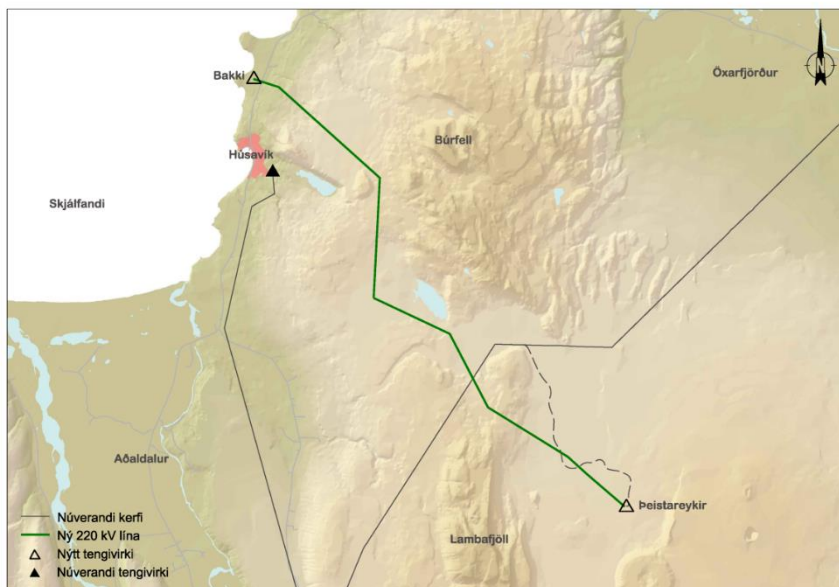 Bakki
Öxarfjörður
Búrfell
Húsavík
Skjálfandi
Aðaldalur
Þeistareykir
Lambafjöll
Núverandi kerfi
Ný 220 kV lína
Nýtt tengivirki
Núverandi tengivirki